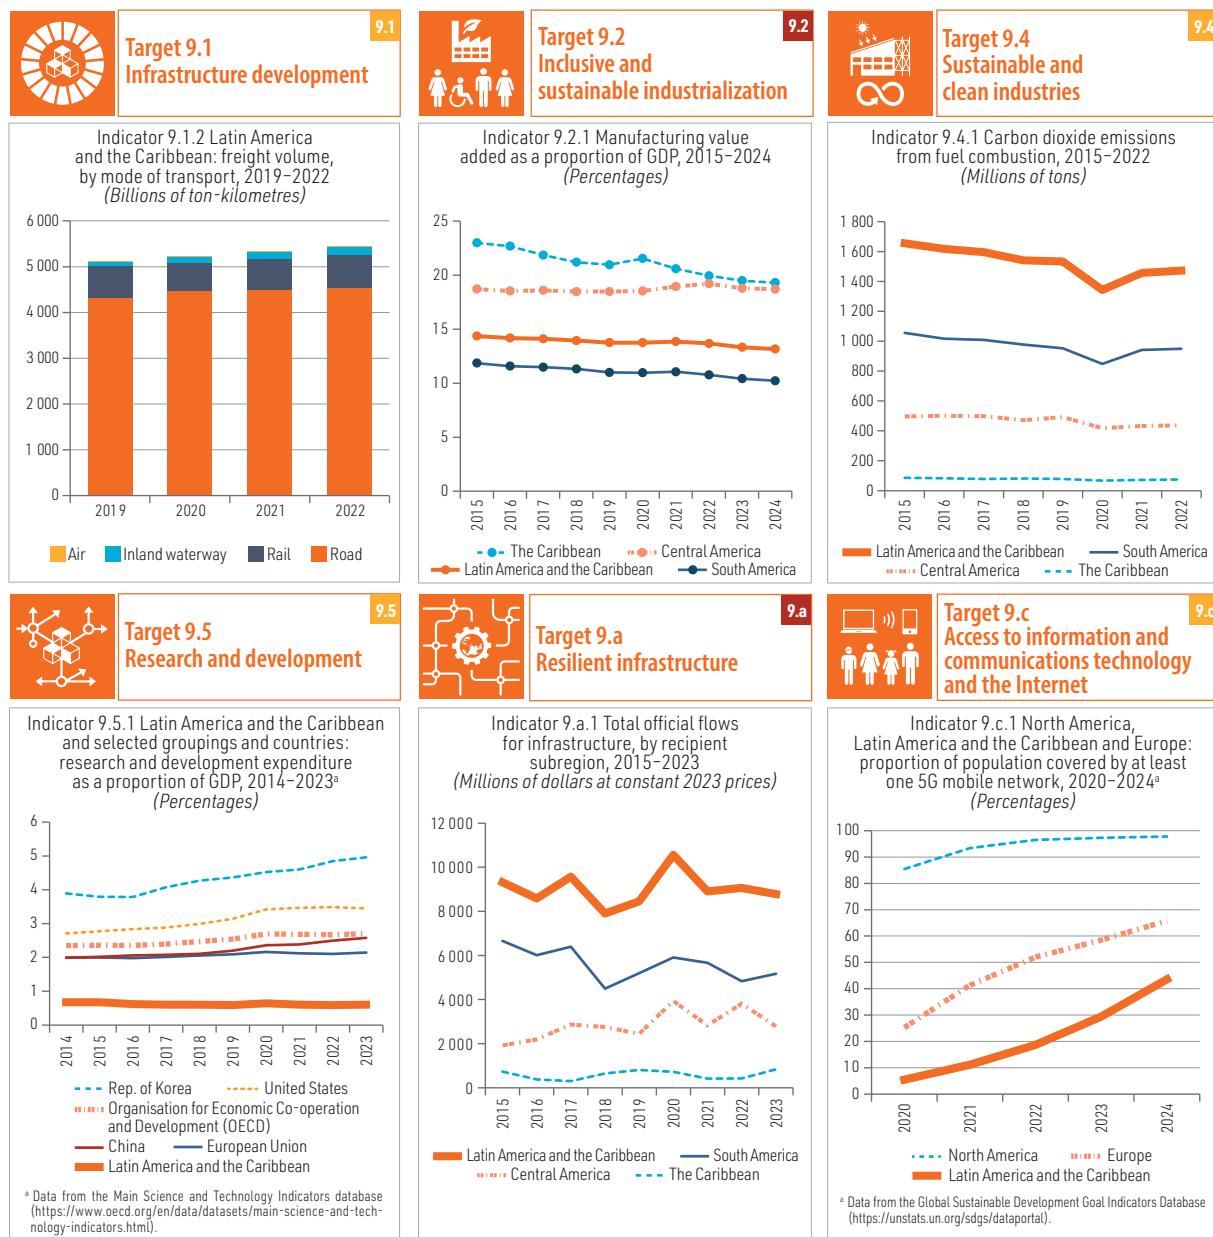 9.1
Target 9.1
Infrastructure development
Indicator 9.1.2 Latin America
and the Caribbean: freight volume,
by mode of transport, 2019–2022
(Billions of ton-kilometres)
6 000
5 000
4 000
3 000
2 000
1 000
0
2019 2020 2021 2022
Air Inland waterway Rail Road
9.2
Target 9.2
Inclusive and
sustainable industrialization
Indicator 9.2.1 Manufacturing value
added as a proportion of GDP, 2015–2024
(Percentages)
25
20
15
10
5
0
2015 2016 2017 2018 2019 2020 2021 2022 2023 2024
The Caribbean Central America
Latin America and the Caribbean South America
9.4
Target 9.4
Sustainable and
clean industries
Indicator 9.4.1 Carbon dioxide emissions
from fuel combustion, 2015–2022
(Millions of tons)
1 800
1 600
1 400
1 200
1 000
800
600
400
200
0
2015 2016 2017 2018 2019 2020 2021 2022
Latin America and the Caribbean South America
Central America The Caribbean
9.5
Target 9.5
Research and development
Indicator 9.5.1 Latin America and the Caribbean
and selected groupings and countries:
research and development expenditure
as a proportion of GDP, 2014–2023ª
(Percentages)
6
5
4
3
2
1
0
2014 2015 2016 2017 2018 2019 2020 2021 2022 2023
Rep. of Korea United States
Organisation for Economic Co-operation
and Development (OECD)
China European Union
Latin America and the Caribbean
ª Data from the Main Science and Technology Indicators database
(https://www.oecd.org/en/data/datasets/main-science-and-tech-
nology-indicators.html).
9.a
Target 9.a
Resilient infrastructure
Indicator 9.a.1 Total official flows
for infrastructure, by recipient
subregion, 2015–2023
(Millions of dollars at constant 2023 prices)
12 000
10 000
8 000
6 000
4 000
2 000
0
2015 2016 2017 2018 2019 2020 2021 2022 2023
Latin America and the Caribbean South America
Central America The Caribbean
9.c
Target 9.c
Access to information and
communications technology
and the Internet
Indicator 9.c.1 North America,
Latin America and the Caribbean and Europe:
proportion of population covered by at least
one 5G mobile network, 2020–2024ª
(Percentages)
100
90
80
70
60
50
40
30
20
10
0
2020 2021 2022 2023 2024
North America Europe
Latin America and the Caribbean
ª Data from the Global Sustainable Development Goal Indicators Database
(https://unstats.un.org/sdgs/dataportal).